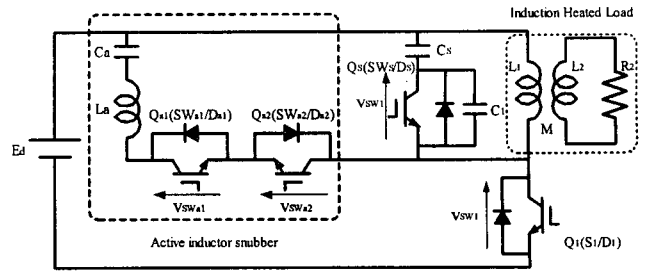 Induction Heated Load
Ca
Cs
Qs(SWs/Ds)
L1
L2
R2
La
Qa1(SWa1/Da1)
Qa2(SWa2/Da2)
VSW1
C1
M
Ed
VSWa1
VSWa2
VSW1
Active inductor snubber
Q1(S1/D1)